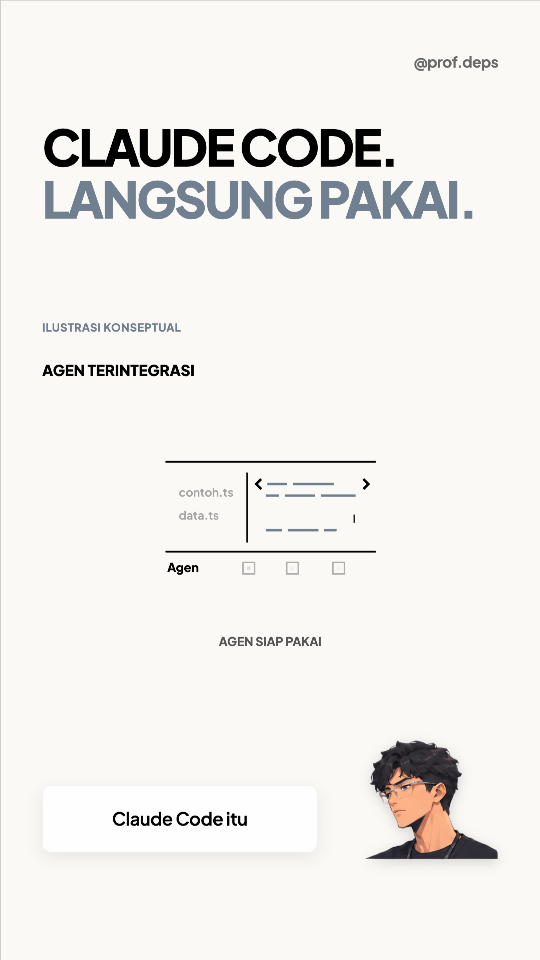 @prof.deps
CLAUDE CODE.
LANGSUNG PAKAI.
ILUSTRASI KONSEPTUAL
AGEN TERINTEGRASI
contoh.ts
data.ts
Agen
AGEN SIAP PAKAI
Claude Code itu